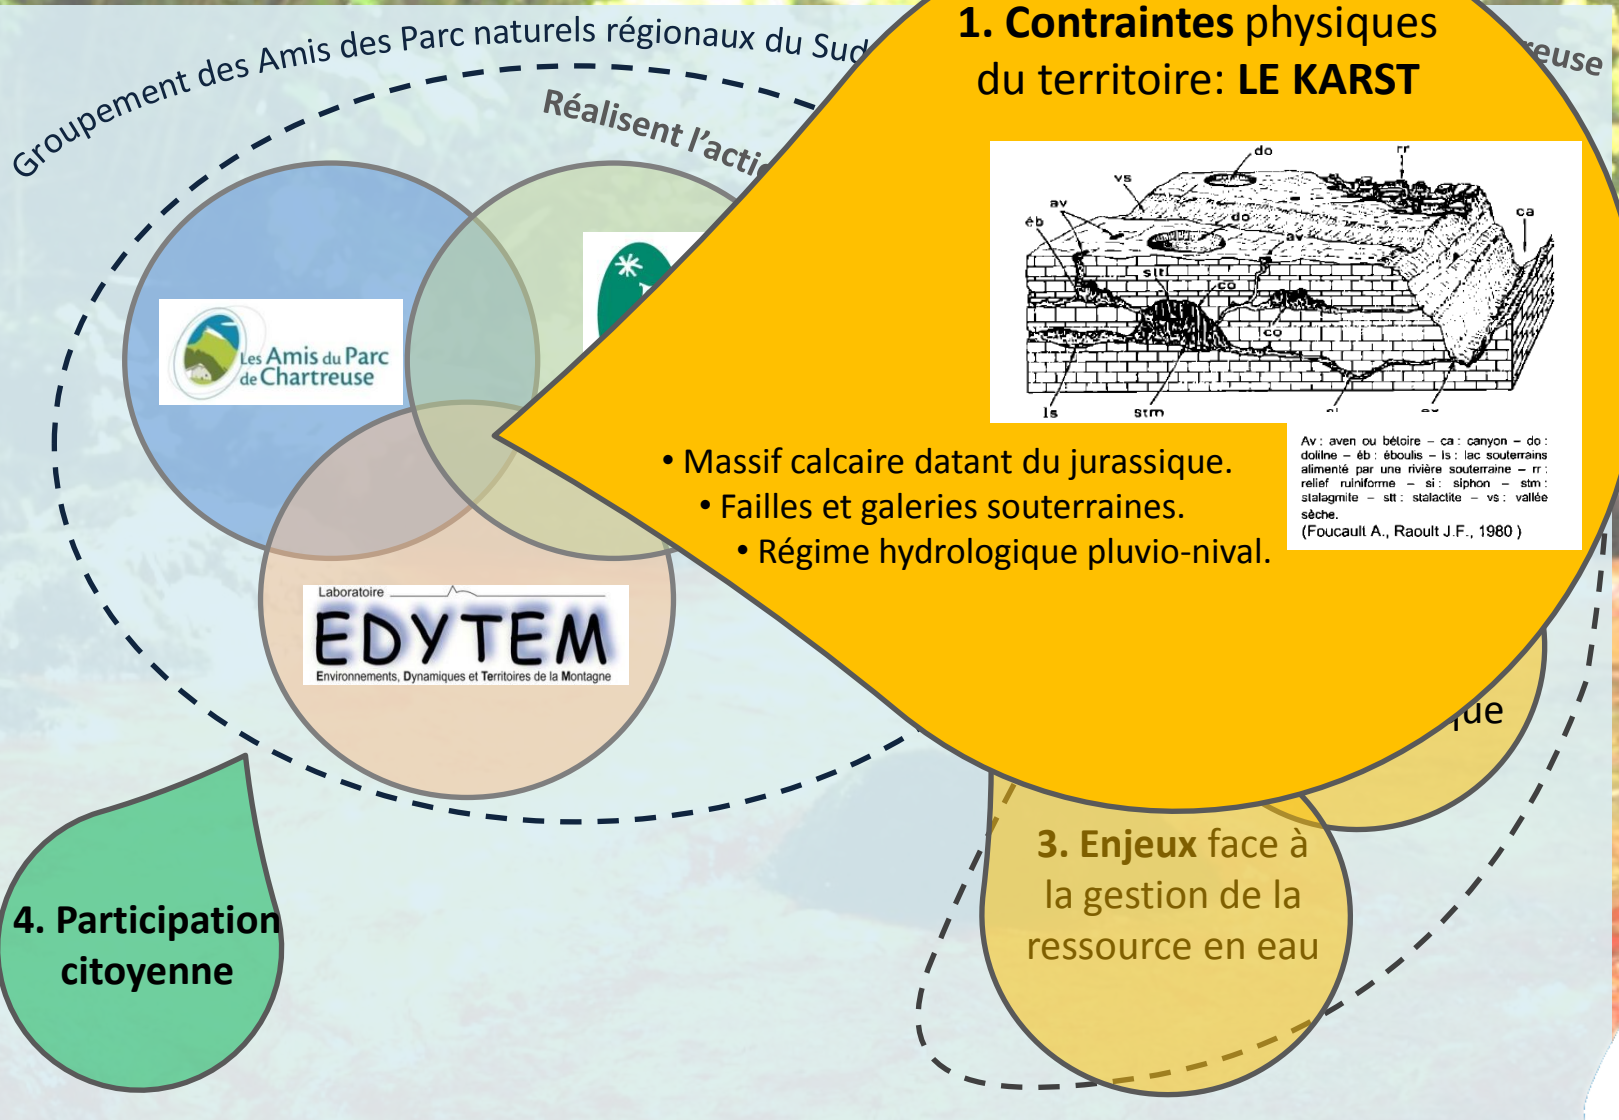 Groupement des Amis des Parc naturels régionaux du Sud
Réalisent l'actio
reuse
1. Contraintes physiques
du territoire: LE KARST
do
rr
vs
av
éb
do
av
ca
stt
co
co
ls
stm
Av : aven ou bétoire – ca : canyon – do :
doline – éb : éboulis – ls : lac souterrains
alimenté par une rivière souterraine – rr :
relief ruiniforme – si : siphon – stm :
stalagmite – stt : stalactite – vs : vallée
sèche.
(Foucault A., Raoult J.F., 1980 )
• Massif calcaire datant du jurassique.
• Failles et galeries souterraines.
• Régime hydrologique pluvio-nival.
Les Amis du Parc
de Chartreuse
Laboratoire
EDYTEM
Environnements, Dynamiques et Territoires de la Montagne
que
3. Enjeux face à
la gestion de la
ressource en eau
4. Participation
citoyenne